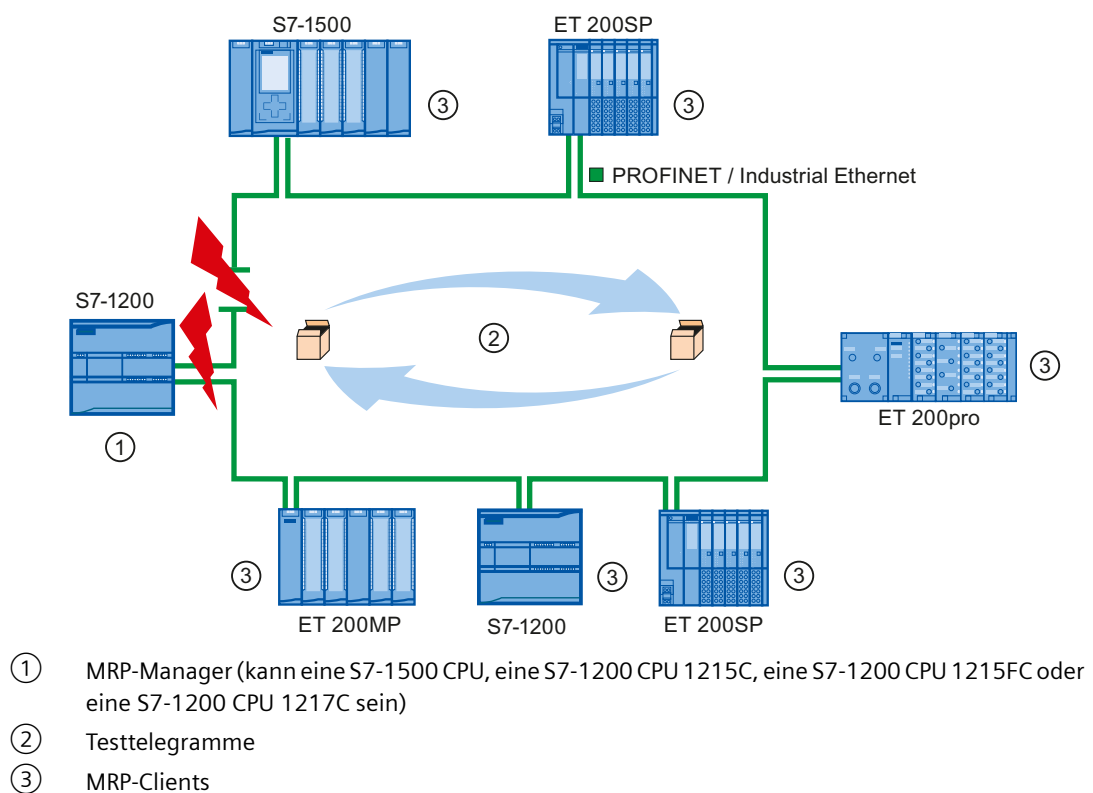 S7-1500
ET 200SP
③
③
PROFINET / Industrial Ethernet
S7-1200
②
③
ET 200pro
①
③
③
③
ET 200MP
S7-1200
ET 200SP
① MRP-Manager (kann eine S7-1500 CPU, eine S7-1200 CPU 1215C, eine S7-1200 CPU 1215FC oder
eine S7-1200 CPU 1217C sein)
② Testtelegramme
③ MRP-Clients